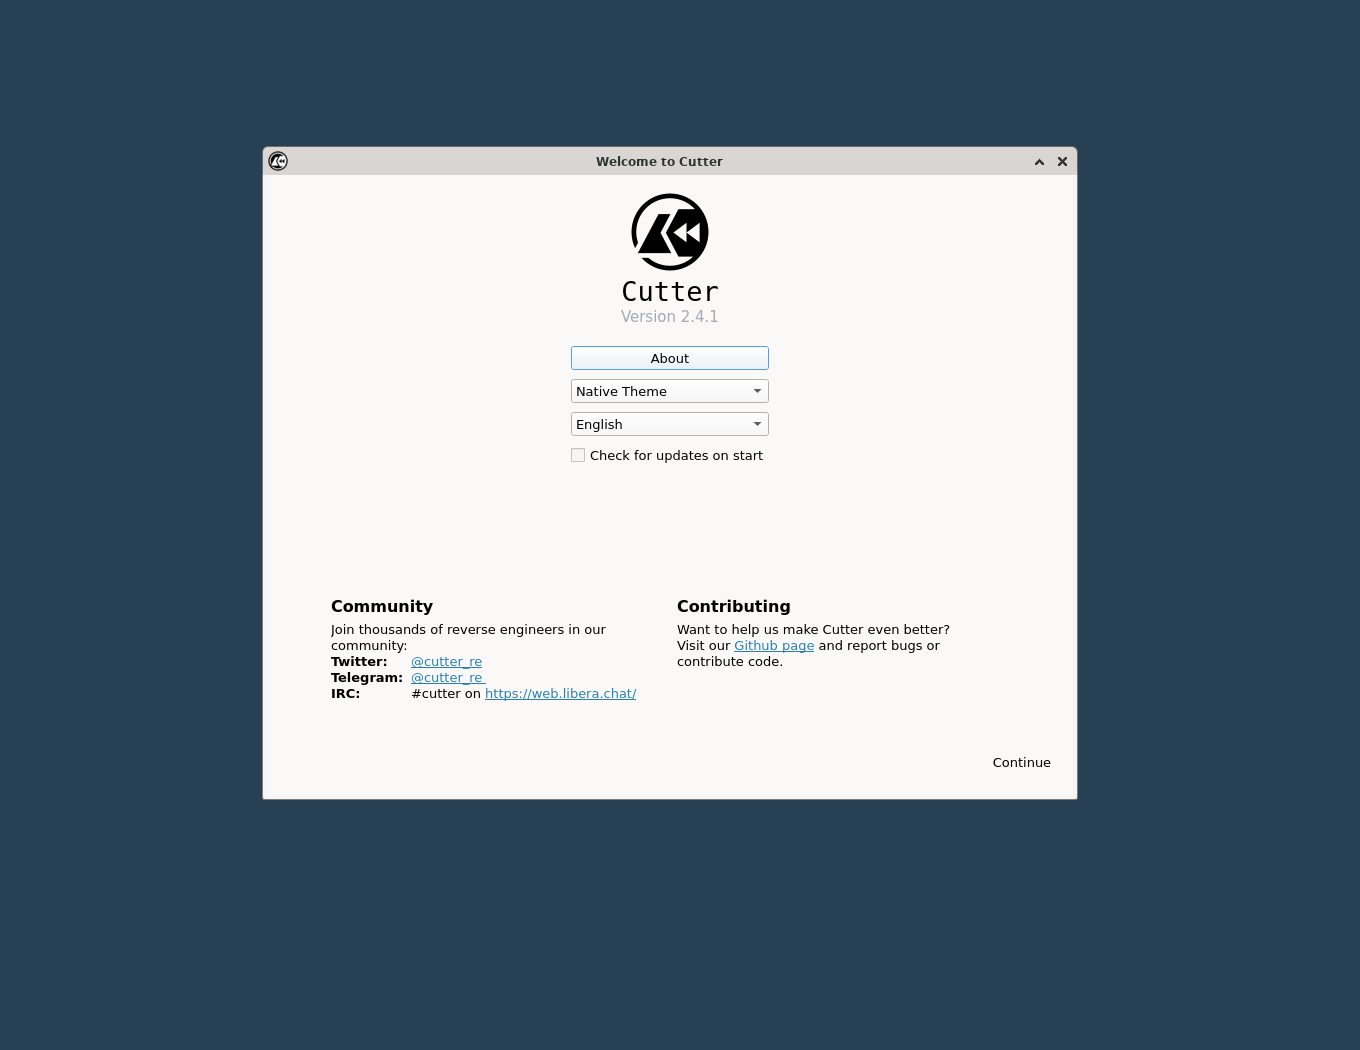 Welcome to Cutter
Cutter
Version 2.4.1
About
Native Theme
English
Check for updates on start
Community
Join thousands of reverse engineers in our
community:
Twitter: @cutter_re
Telegram: @cutter_re
IRC: #cutter on https://web.libera.chat/
Contributing
Want to help us make Cutter even better?
Visit our Github page and report bugs or
contribute code.
Continue